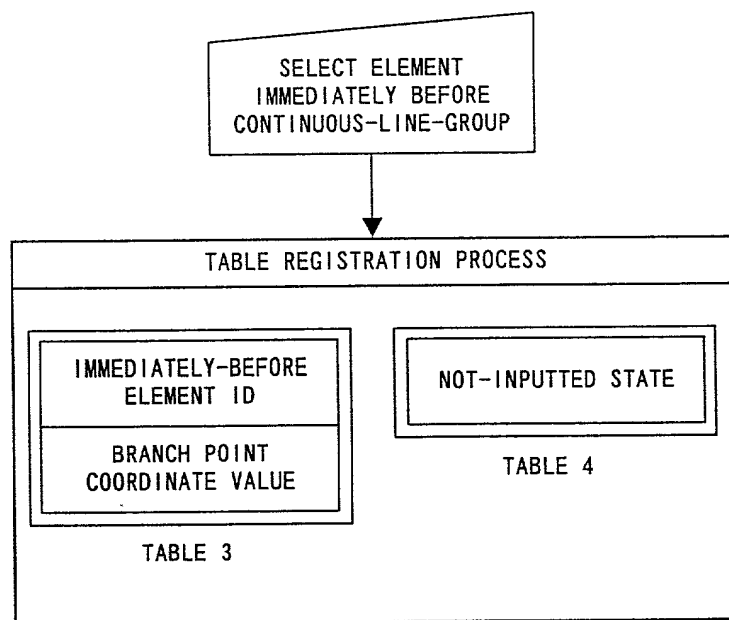 SELECT ELEMENT
IMMEDIATELY BEFORE
CONTINUOUS-LINE-GROUP
TABLE REGISTRATION PROCESS
IMMEDIATELY-BEFORE
ELEMENT ID
BRANCH POINT
COORDINATE VALUE
TABLE 3
NOT-INPUTTED STATE
TABLE 4